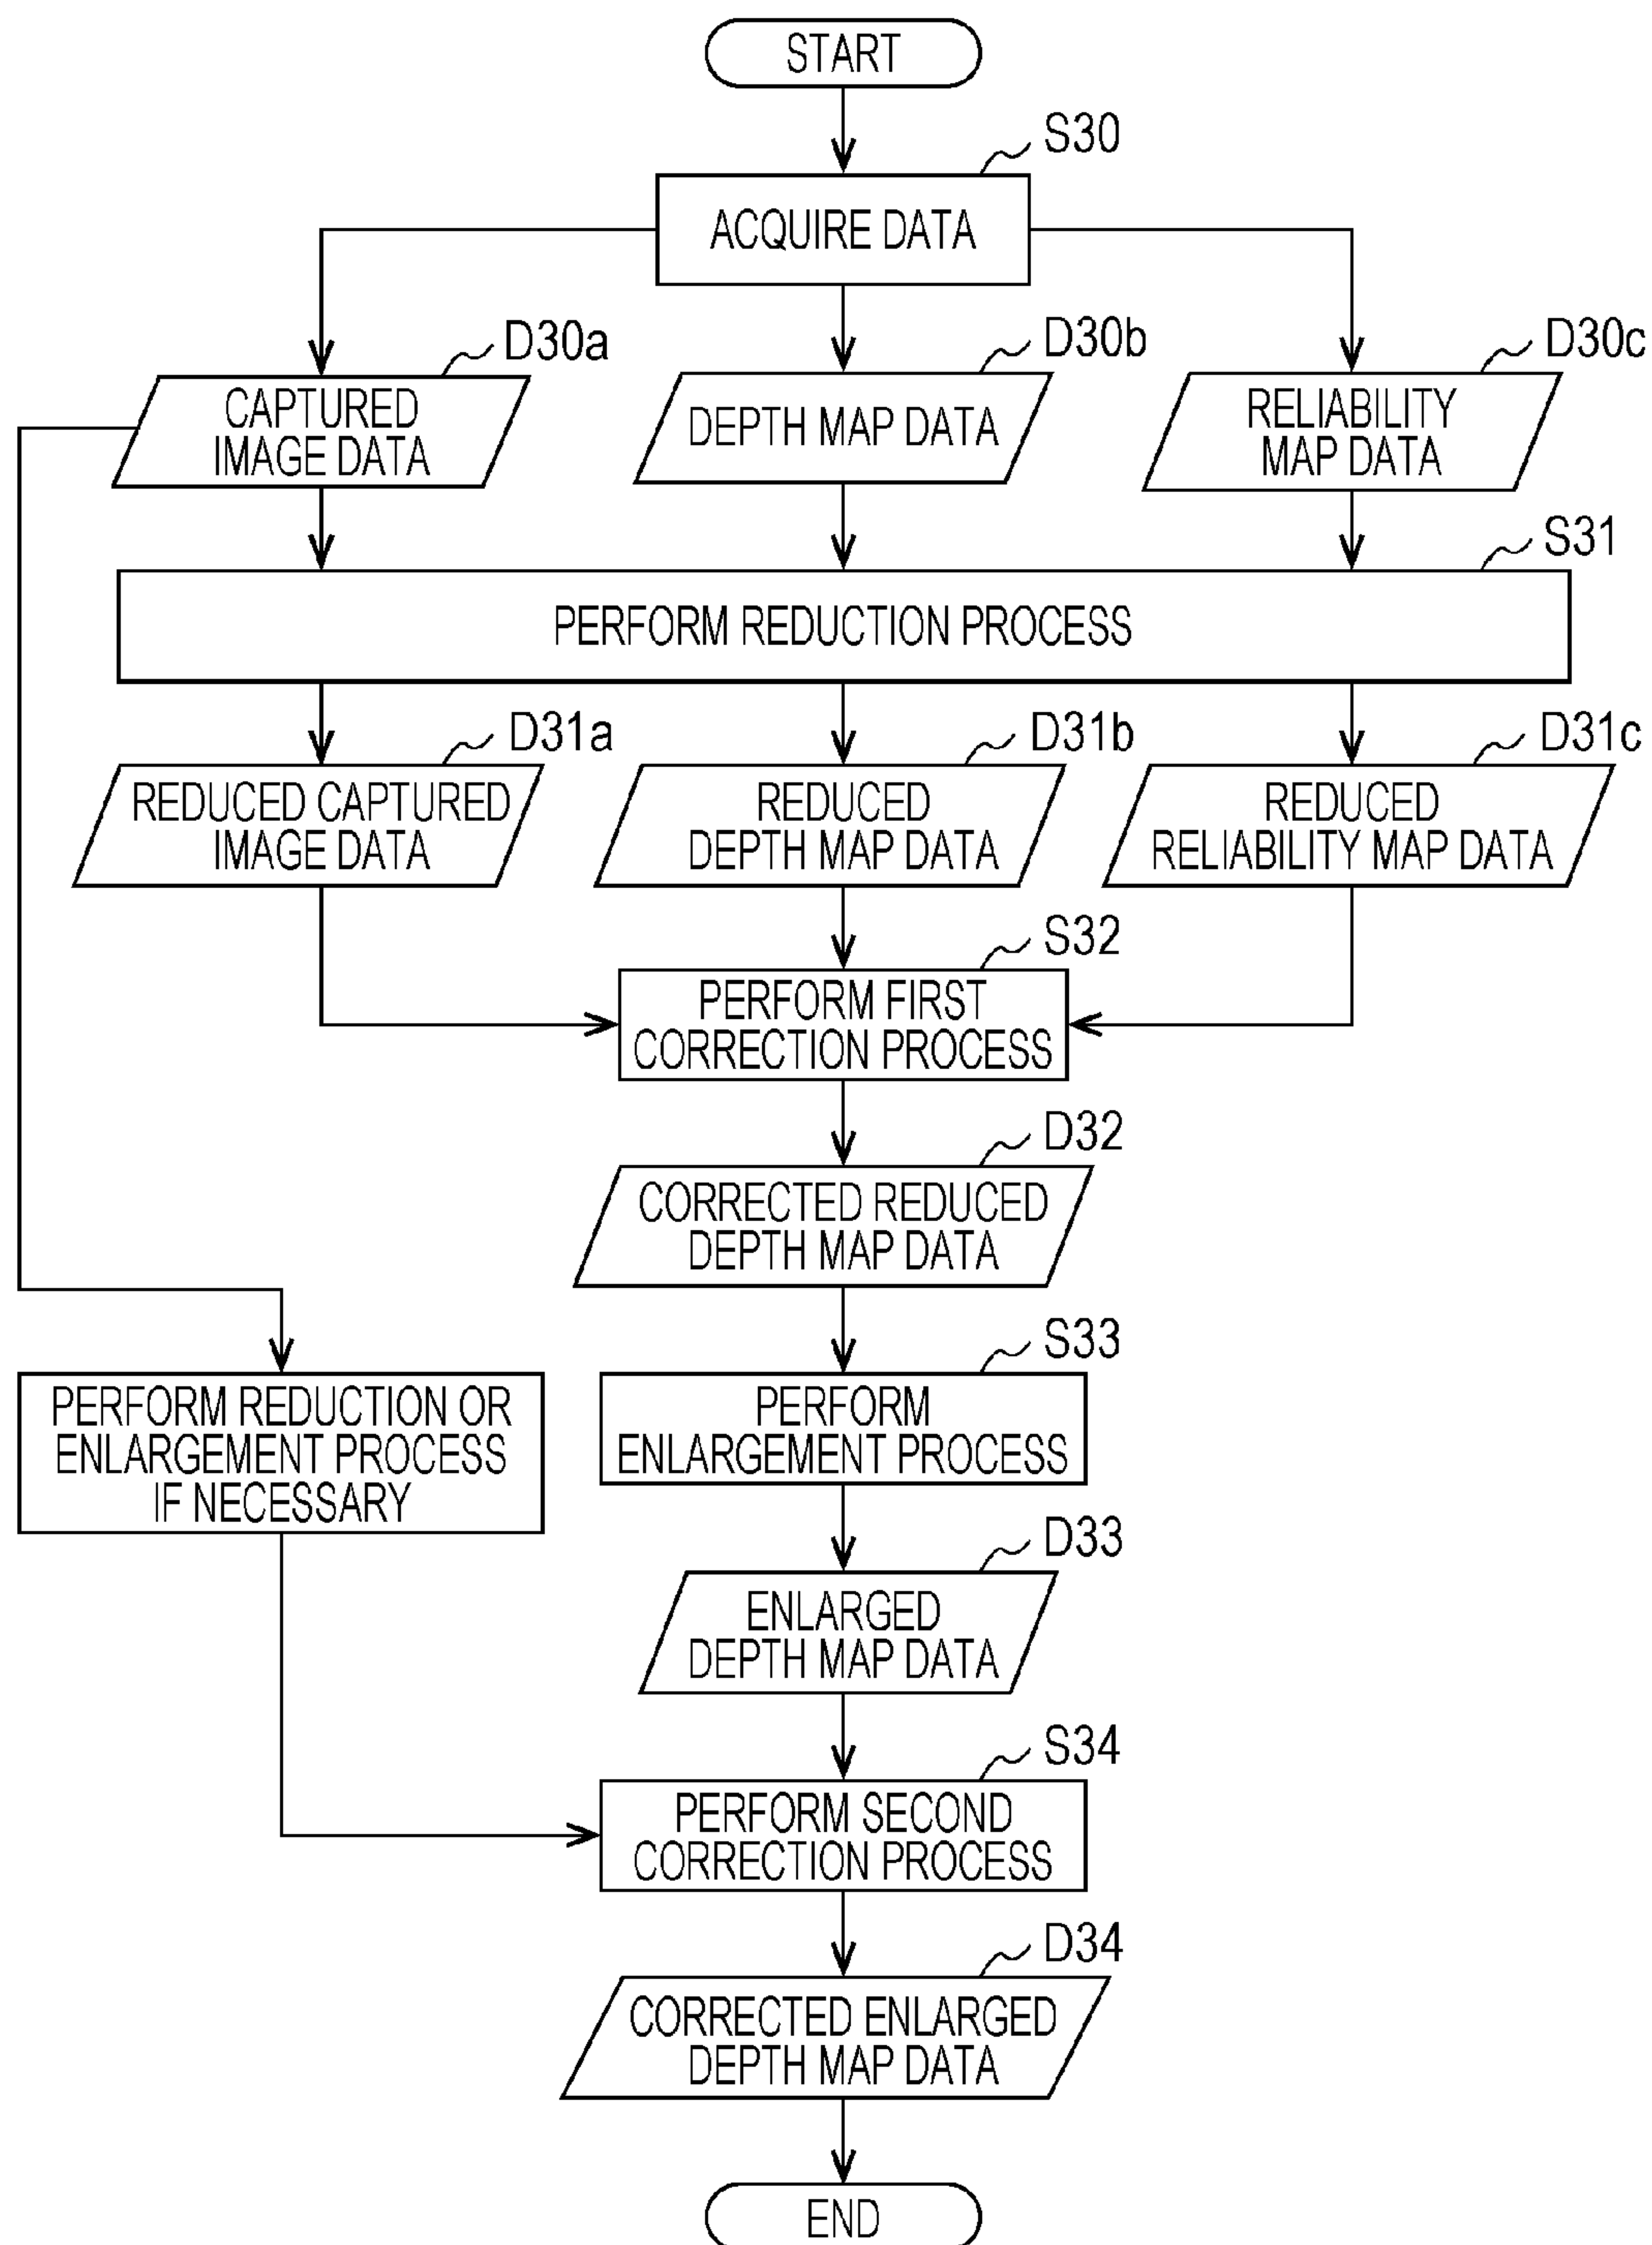 START
S30
ACQUIRE DATA
D30a
D30b
D30c
CAPTURED
IMAGE DATA
DEPTH MAP DATA
RELIABILITY
MAP DATA
S31
PERFORM REDUCTION PROCESS
D31a
D31b
D31c
REDUCED CAPTURED
IMAGE DATA
REDUCED
DEPTH MAP DATA
REDUCED
RELIABILITY MAP DATA
S32
PERFORM FIRST
CORRECTION PROCESS
D32
CORRECTED REDUCED
DEPTH MAP DATA
S33
PERFORM REDUCTION OR
ENLARGEMENT PROCESS
IF NECESSARY
PERFORM
ENLARGEMENT PROCESS
D33
ENLARGED
DEPTH MAP DATA
S34
PERFORM SECOND
CORRECTION PROCESS
D34
CORRECTED ENLARGED
DEPTH MAP DATA
END